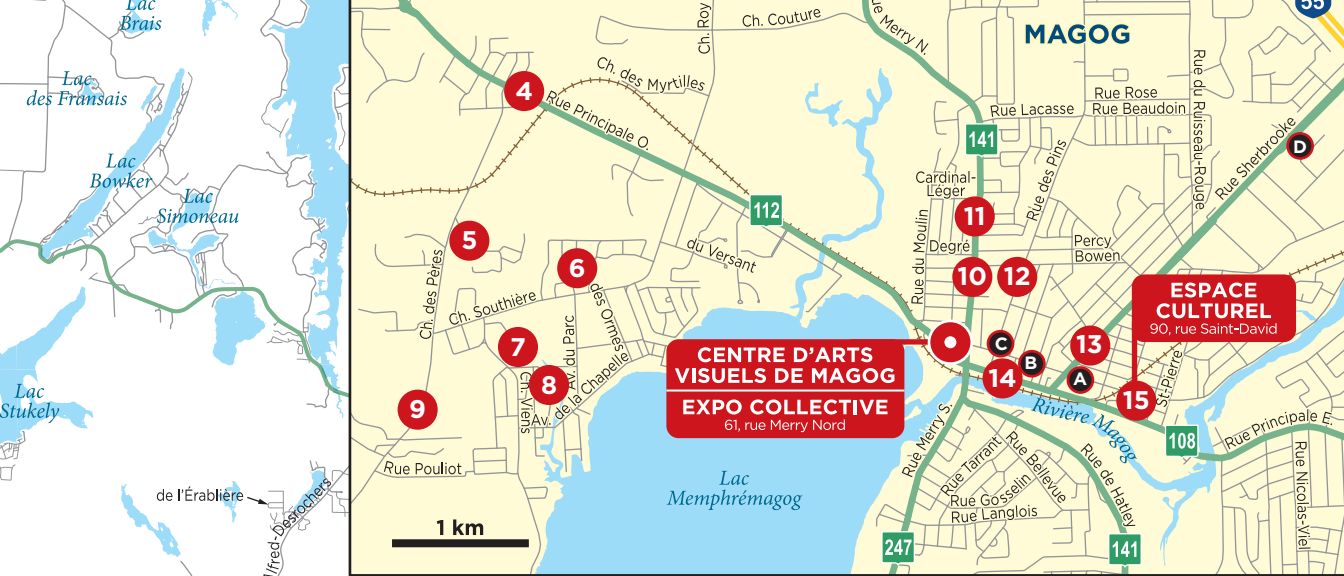 Lac
Brais
Lac
des Fransais
Lac
Bowker
Lac
Simoneau
Lac
Stukely
de l'Érablière
lfred-Desrochers
55
MAGOG
Ch. Roy
Ch. Couture
ue Merry N.
Ch. des Myrtilles
4
Rue Principale O.
Rue Lacasse
Rue Rose
Rue Beaudoin
Rue du Ruisseau-Rouge
141
Rue Sherbrooke
D
Cardinal-
Léger
Rue des Pins
112
11
5
6
du Versant
Rue du Moulin
Degré
Percy
Bowen
10
12
Ch. des Pères
Ch. Southière
des Ormes
ESPACE
CULTUREL
90, rue Saint-David
7
Av. du Parc
8
Ch. Viens
Av. de la Chapelle
CENTRE D'ARTS
VISUELS DE MAGOG
EXPO COLLECTIVE
61, rue Merry Nord
C
B
13
14
A
15
St-Pierre
9
Rivière Magog
108
Rue Principale E.
Rue Merry S.
Rue Pouliot
Lac
Memphrémagog
Rue Tarrant
Rue Bellevue
Rue de Hatley
Rue Gosselin
Rue Langlois
Rue Nicolas-Viel
1 km
247
141